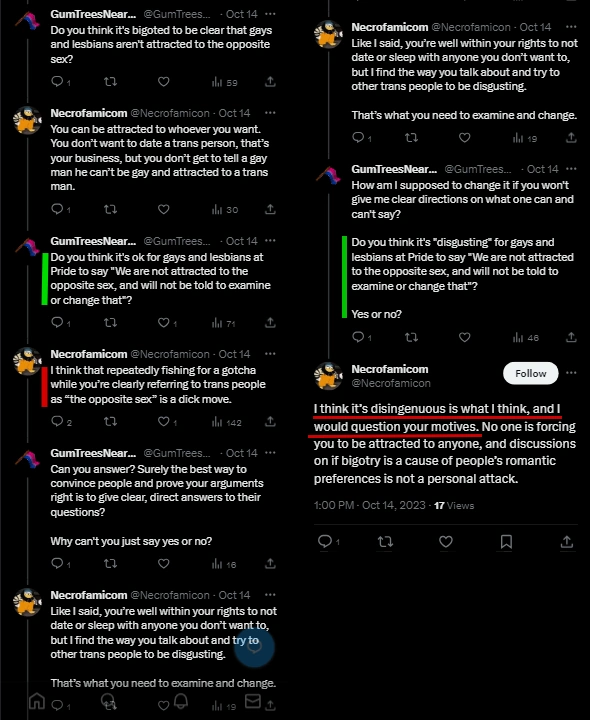 GumTreesNear... @GumTrees... · Oct 14 ···
Do you think it's bigoted to be clear that gays
and lesbians aren't attracted to the opposite
sex?
1 59
Necrofamicom @Necrofamicon · Oct 14 ···
You can be attracted to whoever you want.
You don't want to date a trans person, that's
your business, but you don't get to tell a gay
man he can't be gay and attracted to a trans
man.
1 30
GumTreesNear... @GumTrees... · Oct 14 ···
Do you think it's ok for gays and lesbians at
Pride to say "We are not attracted to the
opposite sex, and will not be told to examine
or change that"?
1 1 71
Necrofamicom @Necrofamicon · Oct 14 ···
I think that repeatedly fishing for a gotcha
while you're clearly referring to trans people
as “the opposite sex” is a dick move.
2 1 142
GumTreesNear... @GumTrees... · Oct 14 ···
Can you answer? Surely the best way to
convince people and prove your arguments
right is to give clear, direct answers to their
questions?
Why can't you just say yes or no?
1 16
Necrofamicom @Necrofamicon · Oct 14 ···
Like I said, you're well within your rights to not
date or sleep with anyone you don't want to,
but I find the way you talk about and try to
other trans people to be disgusting.
That's what you need to examine and change.
1 19
Necrofamicom @Necrofamicon · Oct 14 ···
Like I said, you're well within your rights to not
date or sleep with anyone you don't want to,
but I find the way you talk about and try to
other trans people to be disgusting.
That's what you need to examine and change.
1 19
GumTreesNear... @GumTrees... · Oct 14 ···
How am I supposed to change it if you won't
give me clear directions on what one can and
can't say?
Do you think it's "disgusting" for gays and
lesbians at Pride to say "We are not attracted
to the opposite sex, and will not be told to
examine or change that"?
Yes or no?
1 46
Necrofamicom Follow ···
@Necrofamicon
I think it's disingenuous is what I think, and I
would question your motives. No one is forcing
you to be attracted to anyone, and discussions
on if bigotry is a cause of people's romantic
preferences is not a personal attack.
1:00 PM · Oct 14, 2023 · 17 Views
1